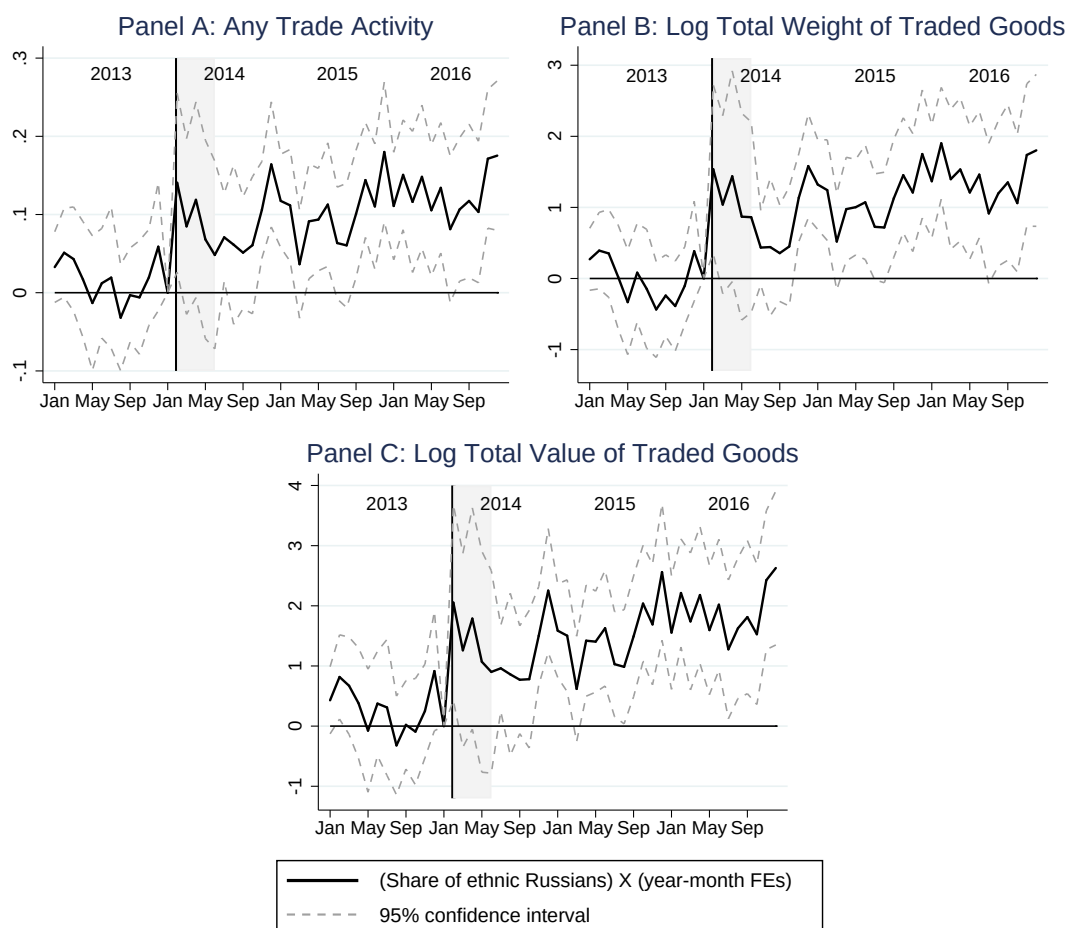 Panel A: Any Trade Activity
.3
.2
.1
0
-.1
2013 2014 2015 2016
Jan May Sep Jan May Sep Jan May Sep Jan May Sep
Panel B: Log Total Weight of Traded Goods
3
2
1
0
-1
2013 2014 2015 2016
Jan May Sep Jan May Sep Jan May Sep Jan May Sep
Panel C: Log Total Value of Traded Goods
4
3
2
1
0
-1
2013 2014 2015 2016
Jan May Sep Jan May Sep Jan May Sep Jan May Sep
(Share of ethnic Russians) X (year-month FEs)
95% confidence interval